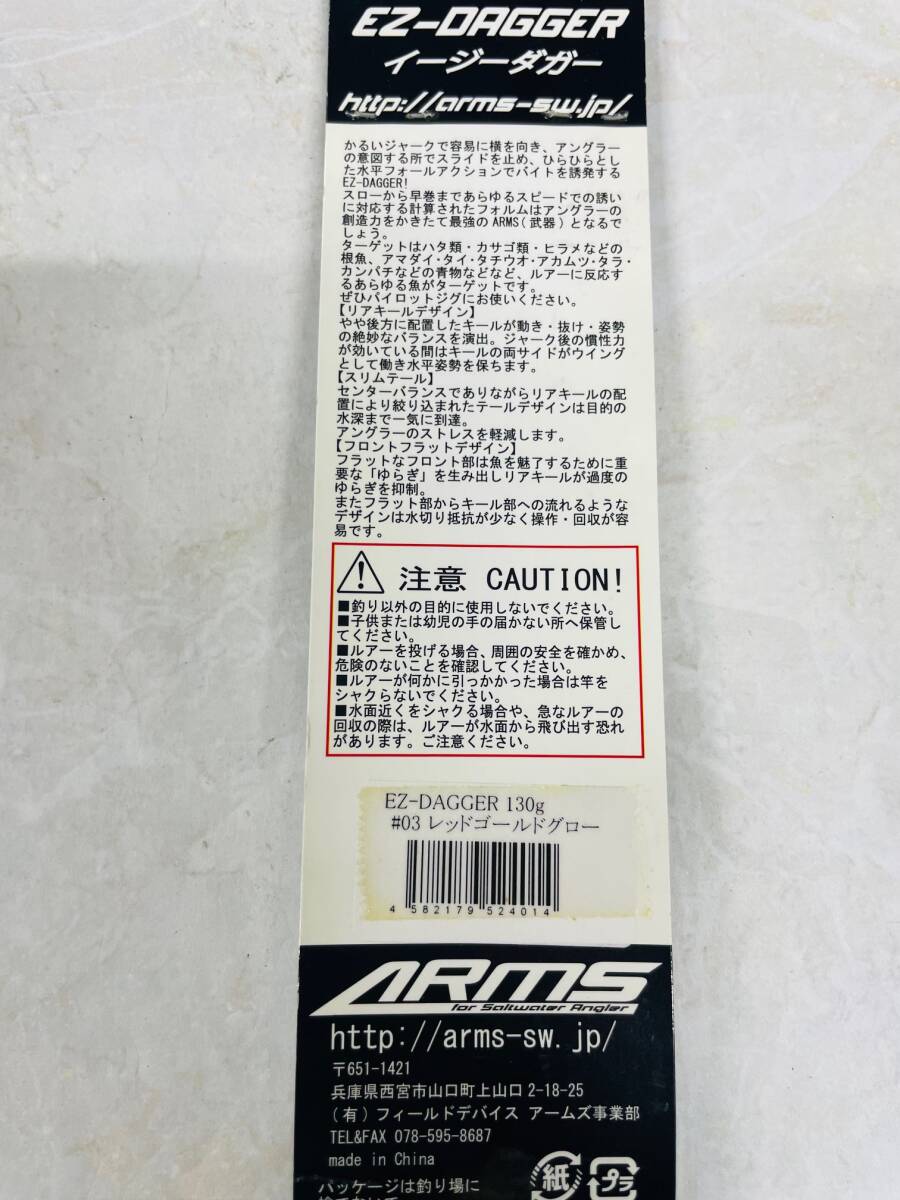 EZ-DAGGER
イージーダガー
http://arms-sw.jp/
かるいジャークで容易に横を向き、アングラー
の意図する所でスライドを止め、ひらひらとし
た水平フォールアクションでバイトを誘発する
EZ-DAGGER!
スローから早巻まであらゆるスピードでの誘い
に対応する計算されたフォルムはアングラーの
創造力をかきたて最強のARMS(武器)となるで
しょう。
ターゲットはハタ類・カサゴ類・ヒラメなどの
根魚、アマダイ・タイ・タチウオ・アカムツ・タラ・
カンパチなどの青物などなど、ルアーに反応す
るあらゆる魚がターゲットです。
ぜひパイロットジグにお使いください。
【リアキールデザイン】
やや後方に配置したキールが動き・抜け・姿勢
の絶妙なバランスを演出。ジャーク後の慣性力
が効いている間はキールの両サイドがウイング
として働き水平姿勢を保ちます。
【スリムテール】
センターバランスでありながらリアキールの配
置により絞り込まれたテールデザインは目的の
水深まで一気に到達。
アングラーのストレスを軽減します。
【フロントフラットデザイン】
フラットなフロント部は魚を魅了するために重
要な「ゆらぎ」を生み出しリアキールが過度の
ゆらぎを抑制。
またフラット部からキール部への流れるような
デザインは水切り抵抗が少なく操作・回収が容
易です。
注意 CAUTION!
■釣り以外の目的に使用しないでください。
■子供または幼児の手の届かない所へ保管し
てください。
■ルアーを投げる場合、周囲の安全を確かめ、
危険のないことを確認してください。
■ルアーが何かに引っかかった場合は竿を
シャクらないでください。
■水面近くをシャクる場合や、急なルアーの
回収の際は、ルアーが水面から飛び出す恐れ
があります。ご注意ください。
EZ-DAGGER 130g
#03 レッドゴールドグロー
4 582179 524014
ARMS
for Saltwater Angler
http://arms-sw.jp/
〒651-1421
兵庫県西宮市山口町上山口 2-18-25
(有)フィールドデバイス アームズ事業部
TEL&FAX 078-595-8687
made in China
紙
プラ
パッケージは釣り場に